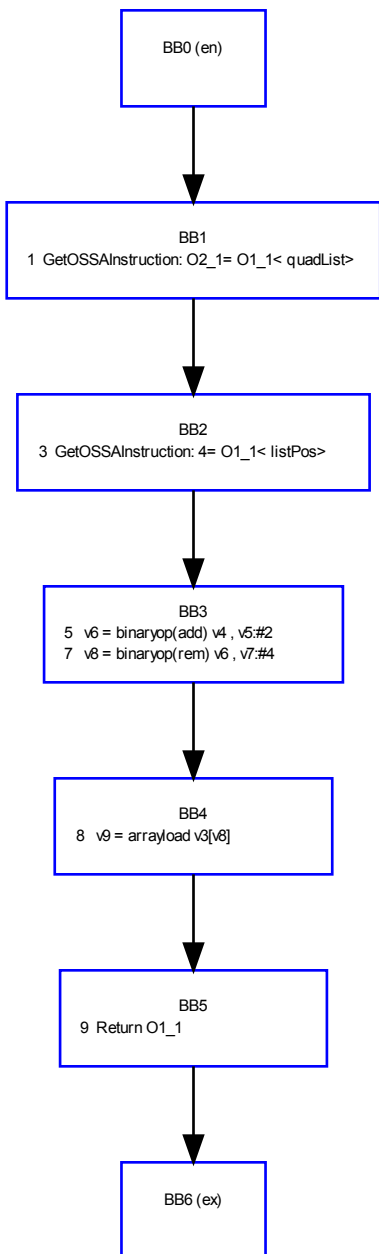 BB0 (en)
BB1
1 GetOSSAInstruction: O2_1= O1_1< quadList>
BB2
3 GetOSSAInstruction: 4= O1_1< listPos>
BB3
5 v6 = binaryop(add) v4 , v5:#2
7 v8 = binaryop(rem) v6 , v7:#4
BB4
8 v9 = arrayload v3[v8]
BB5
9 Return O1_1
BB6 (ex)